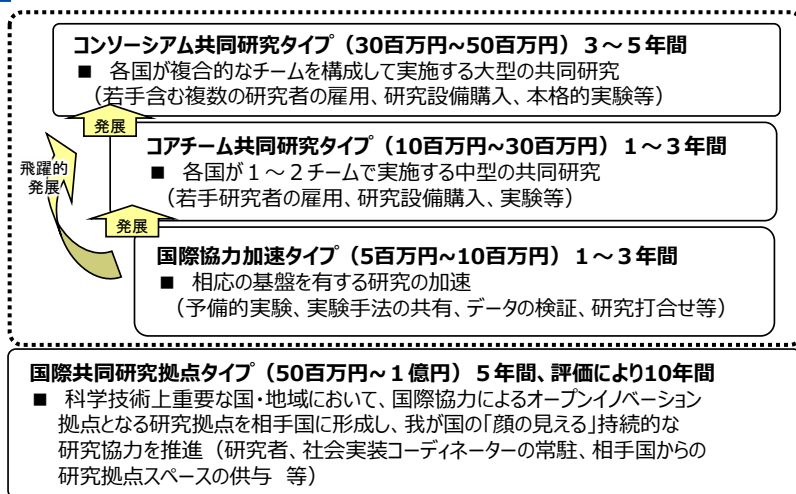 コンソーシアム共同研究タイプ（30百万円~50百万円）３～５年間
■ 各国が複合的なチームを構成して実施する大型の共同研究
（若手含む複数の研究者の雇用、研究設備購入、本格的実験等）
発展
コアチーム共同研究タイプ（10百万円~30百万円）１～３年間
■ 各国が１～２チームで実施する中型の共同研究
（若手研究者の雇用、研究設備購入、実験等）
飛躍的
発展
発展
国際協力加速タイプ（5百万円~10百万円）１～３年間
■ 相応の基盤を有する研究の加速
（予備的実験、実験手法の共有、データの検証、研究打合せ等）
国際共同研究拠点タイプ（50百万円~１億円）５年間、評価により10年間
■ 科学技術上重要な国・地域において、国際協力によるオープンイノベーション
拠点となる研究拠点を相手国に形成し、我が国の「顔の見える」持続的な
研究協力を推進（研究者、社会実装コーディネーターの常駐、相手国からの
研究拠点スペースの供与 等）